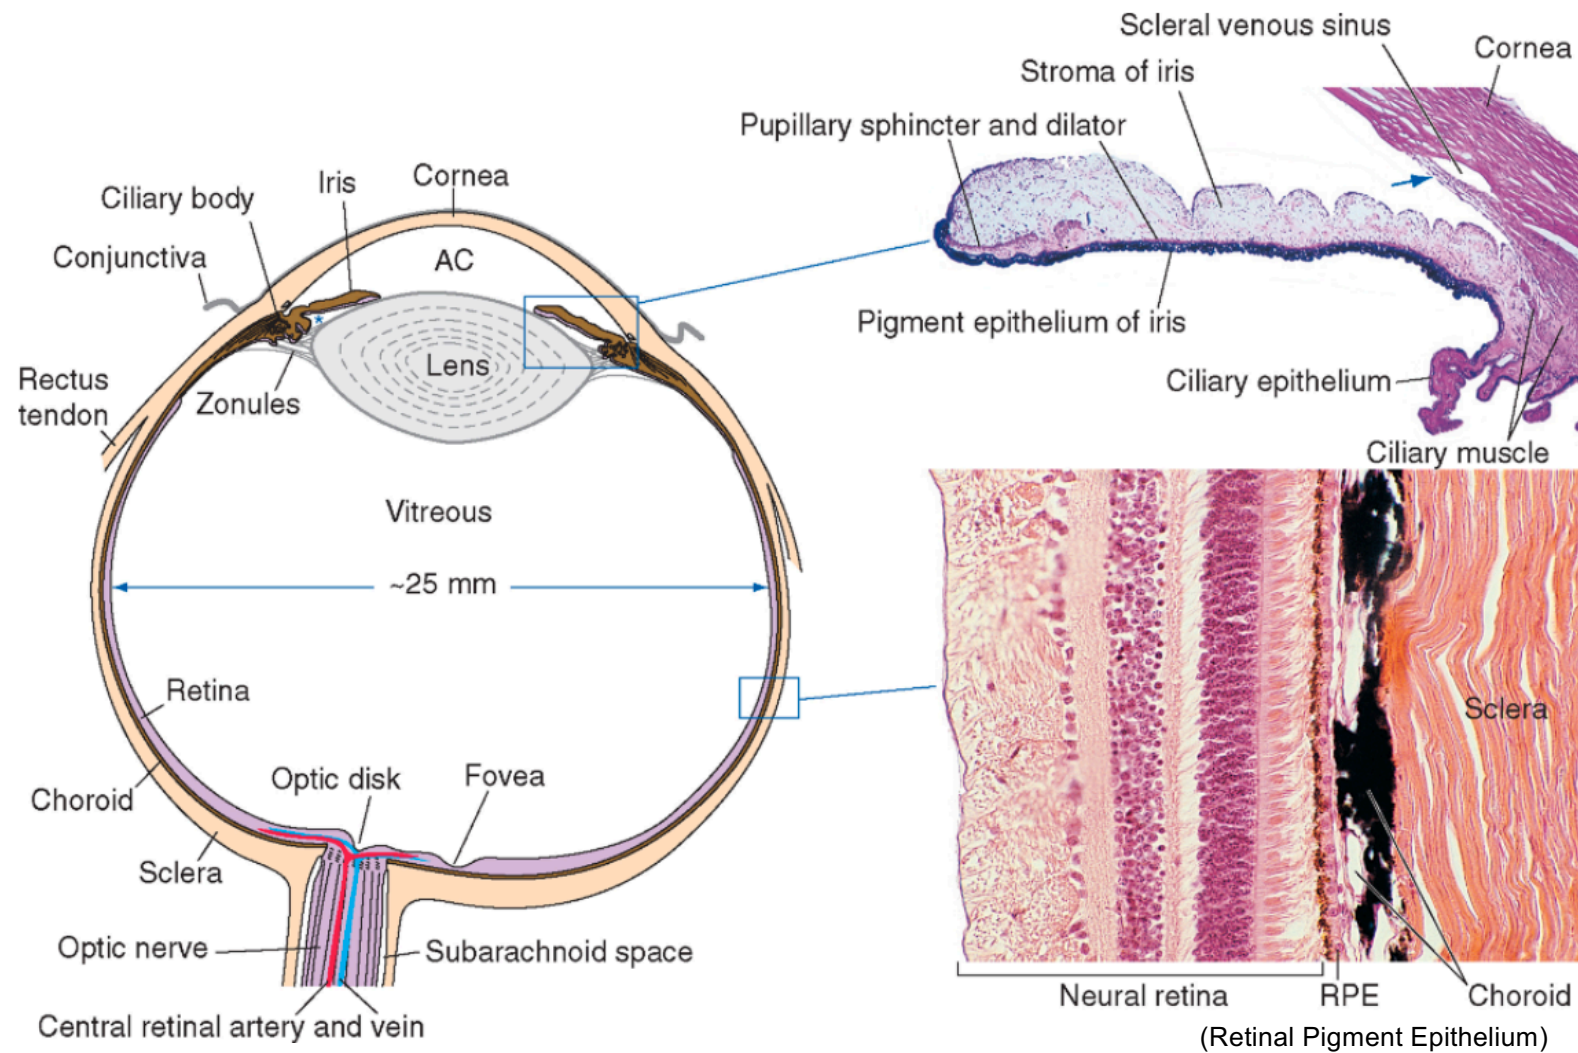 Scleral venous sinus
Cornea
Stroma of iris
Pupillary sphincter and dilator
Pigment epithelium of iris
Ciliary epithelium
Ciliary muscle
Iris
Cornea
Ciliary body
Conjunctiva
AC
*
Lens
Rectus
tendon
Zonules
Vitreous
~25 mm
Retina
Choroid
Optic disk
Fovea
Sclera
Optic nerve
Subarachnoid space
Central retinal artery and vein
Sclera
Neural retina
RPE
Choroid
(Retinal Pigment Epithelium)